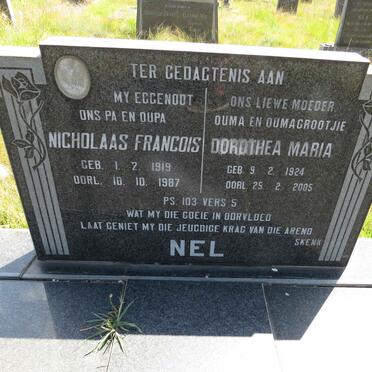 TER GEDAGTENIS AAN
MY EGGENOOT
ONS PA EN OUPA
NICHOLAAS FRANCOIS
GEB. 1. 2. 1919
OORL. 10. 10. 1987
ONS LIEWE MOEDER
OUMA EN OUMAGROOTJIE
DOROTHEA MARIA
GEB. 9. 2. 1924
OORL 25. 2. 2005
PS. 103 VERS 5
WAT MY DIE GOEIE IN OORVLOED
LAAT GENIET MY DIE JEUGDIGE KRAG VAN DIE AREND
SKENK
NEL